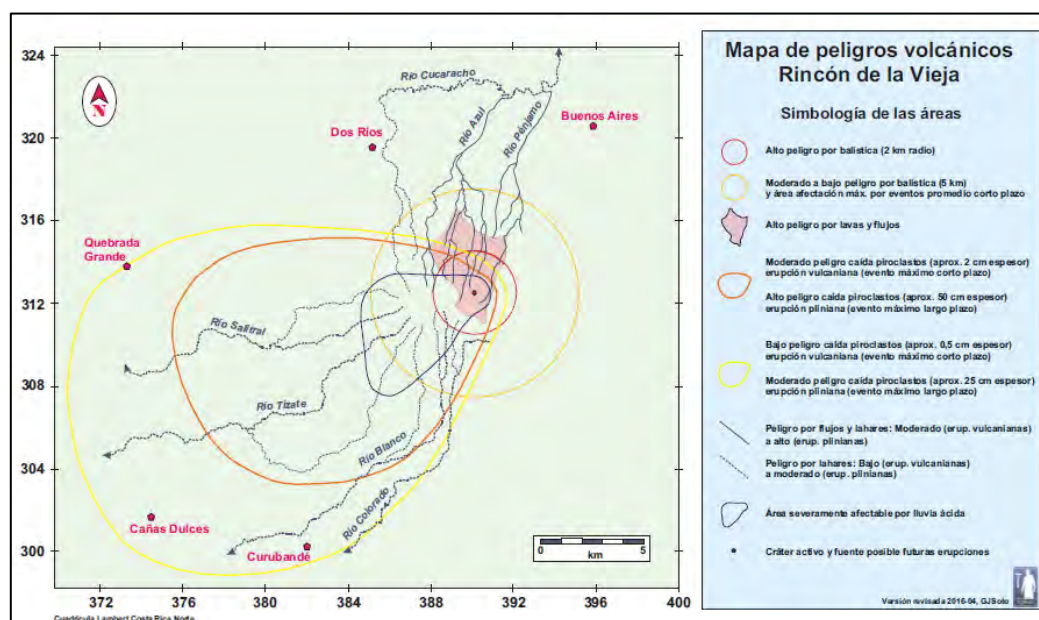 324
320
316
312
308
304
300
372
376
380
384
388
392
396
400
N
Río Cucaracho
Río Azul
Río Pénjamo
Buenos Aires
Dos Ríos
Quebrada
Grande
Río Salitral
Río Tizate
Río Blanco
Río Colorado
Cañas Dulces
Curubandé
0
5
km
Cuadrícula Lambert Costa Rica Norte
Mapa de peligros volcánicos
Rincón de la Vieja
Simbología de las áreas
Alto peligro por balística (2 km radio)
Moderado a bajo peligro por balística (5 km)
y área afectación máx. por eventos promedio corto plazo
Alto peligro por lavas y flujos
Moderado peligro caída piroclastos (aprox. 2 cm espesor)
erupción vulcaniana (evento máximo corto plazo)
Alto peligro caída piroclastos (aprox. 50 cm espesor)
erupción pliniana (evento máximo largo plazo)
Bajo peligro caída piroclastos (aprox. 0,5 cm espesor)
erupción vulcaniana (evento máximo corto plazo)
Moderado peligro caída piroclastos (aprox. 25 cm espesor)
erupción pliniana (evento máximo largo plazo)
Peligro por flujos y lahares: Moderado (erup. vulcanianas)
a alto (erup. plinianas)
Peligro por lahares: Bajo (erup. vulcanianas)
a moderado (erup. plinianas)
Área severamente afectable por lluvia ácida
Cráter activo y fuente posible futuras erupciones
Versión revisada 2016-04, GJSoto